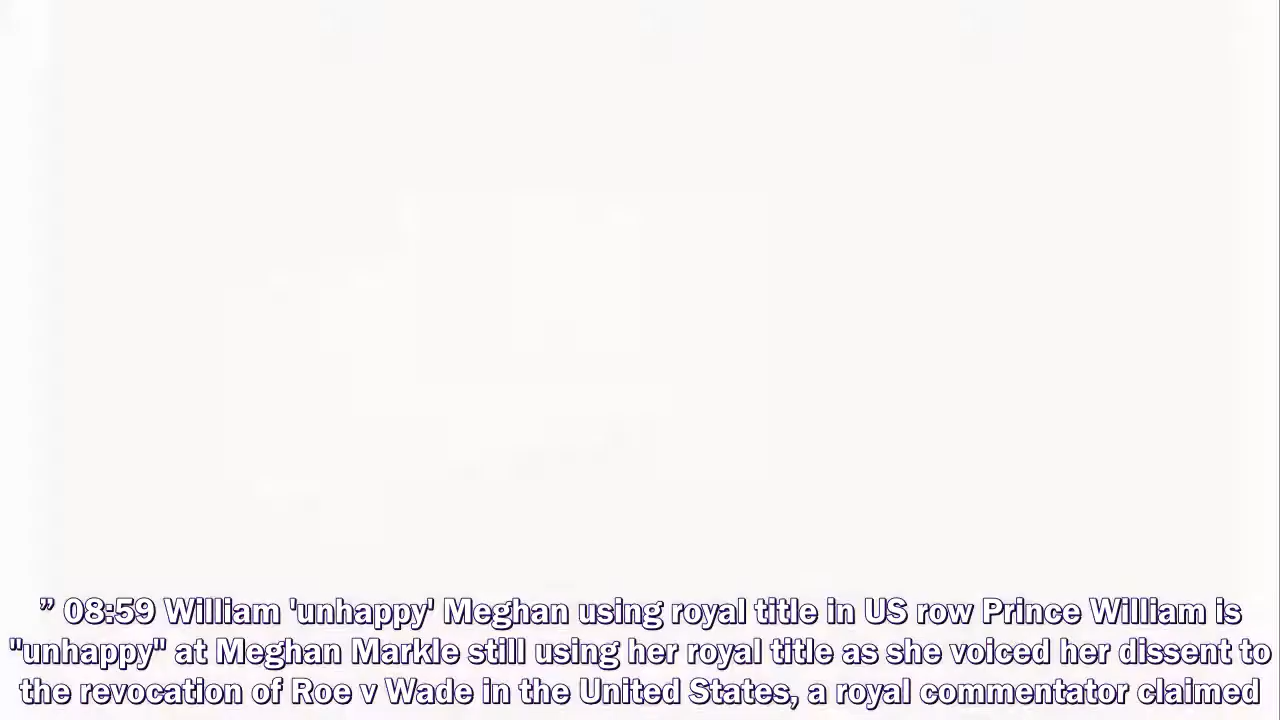 ” 08:59 William 'unhappy' Meghan using royal title in US row Prince William is
"unhappy" at Meghan Markle still using her royal title as she voiced her dissent to
the revocation of Roe v Wade in the United States, a royal commentator claimed